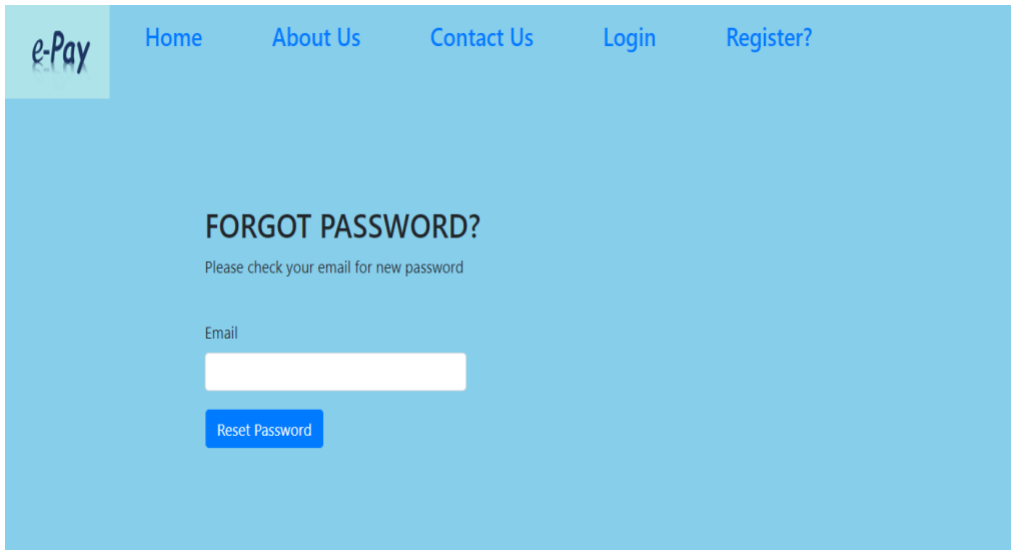 e-Pay
Home About Us Contact Us Login Register?
FORGOT PASSWORD?
Please check your email for new password
Email
Reset Password